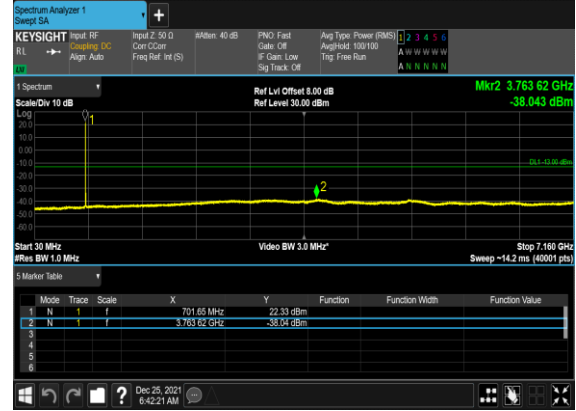 Spectrum Analyzer 1
Swept SA
KEYSIGHT Input: RF Input Z: 50 Ω #Atten: 40 dB PNO: Fast Avg Type: Power (RMS) 1 2 3 4 5 6
RL Coupling: DC Corr CCorr Gate: Off Avg|Hold: 100/100 A W W W W W
Align: Auto Freq Ref: Int (S) IF Gain: Low Trig: Free Run
LW Sig Track: Off A N N N N N
1 Spectrum Ref Lvl Offset 8.00 dB Mkr2 3.763 62 GHz
Scale/Div 10 dB Ref Level 30.00 dBm -38.043 dBm
Log
1
20.0
10.0
0.00
-10.0
DL1 -13.00 dBm
-20.0
-30.0
2
-40.0
-50.0
-60.0
Start 30 MHz Video BW 3.0 MHz* Stop 7.160 GHz
#Res BW 1.0 MHz Sweep ~14.2 ms (40001 pts)
5 Marker Table
Mode Trace Scale X Y Function Function Width Function Value
1 N 1 f 701.65 MHz 22.33 dBm
2 N 1 f 3.763 62 GHz -38.04 dBm
3
4
5
6
? Dec 25, 2021
6:42:21 AM